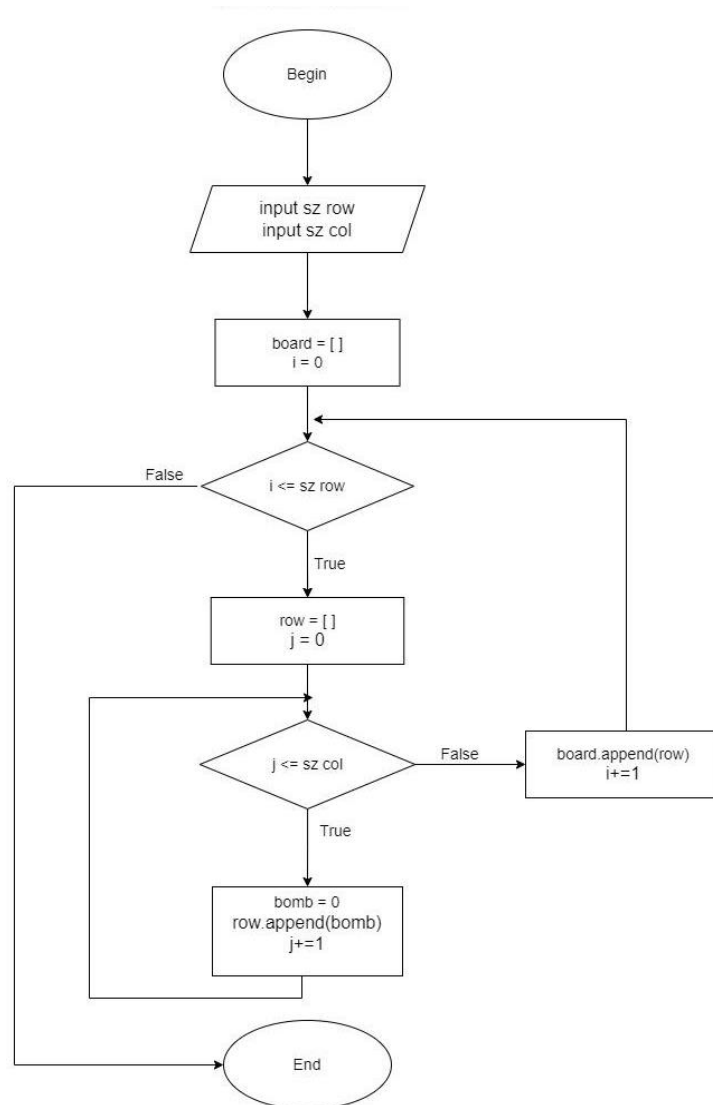 Begin
input sz row
input sz col
board = [ ]
i = 0
False
i <= sz row
True
row = [ ]
j = 0
j <= sz col
False
board.append(row)
i+=1
True
bomb = 0
row.append(bomb)
j+=1
End